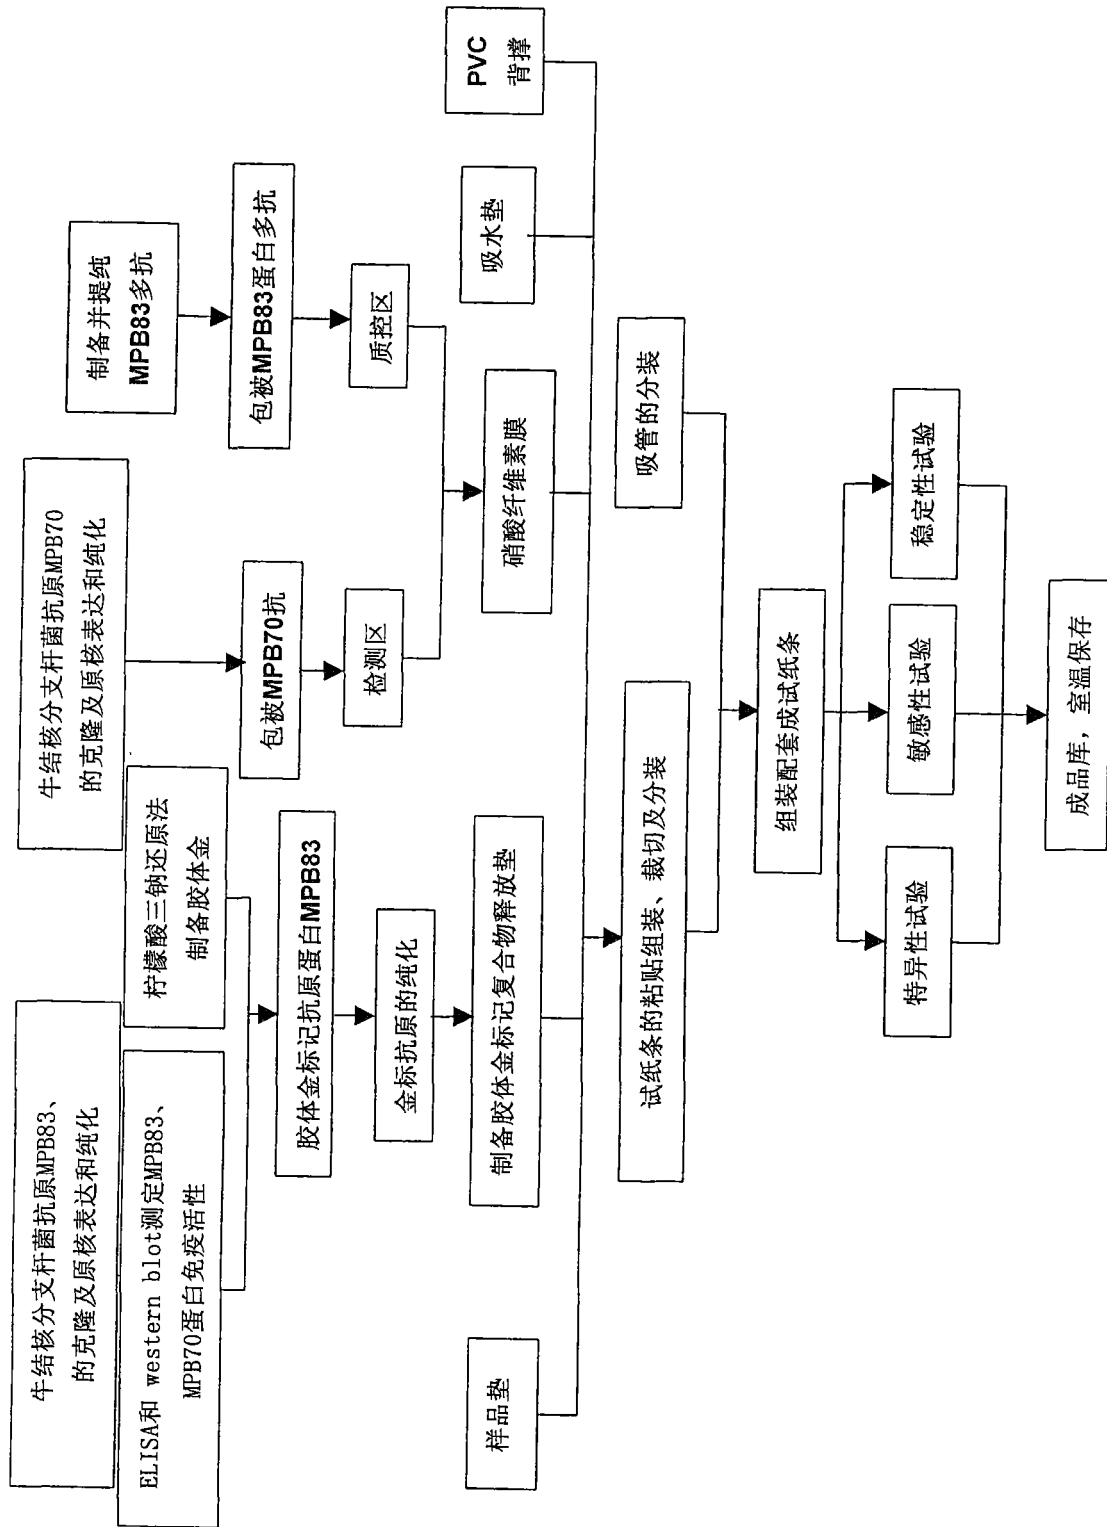 牛结核分支杆菌抗原MPB83、
的克隆及原核表达和纯化
ELISA和 western blot测定MPB83、
MPB70蛋白免疫活性
柠檬酸三钠还原法
制备胶体金
牛结核分支杆菌抗原MPB70
的克隆及原核表达和纯化
制备并提纯
MPB83多抗
胶体金标记抗原蛋白MPB83
包被MPB70抗
包被MPB83蛋白多抗
金标抗原的纯化
检测区
质控区
样品垫
制备胶体金标记复合物释放垫
硝酸纤维素膜
吸水垫
PVC
背撑
试纸条的粘贴组装、裁切及分装
吸管的分装
组装配套成试纸条
特异性试验
敏感性试验
稳定性试验
成品库，室温保存